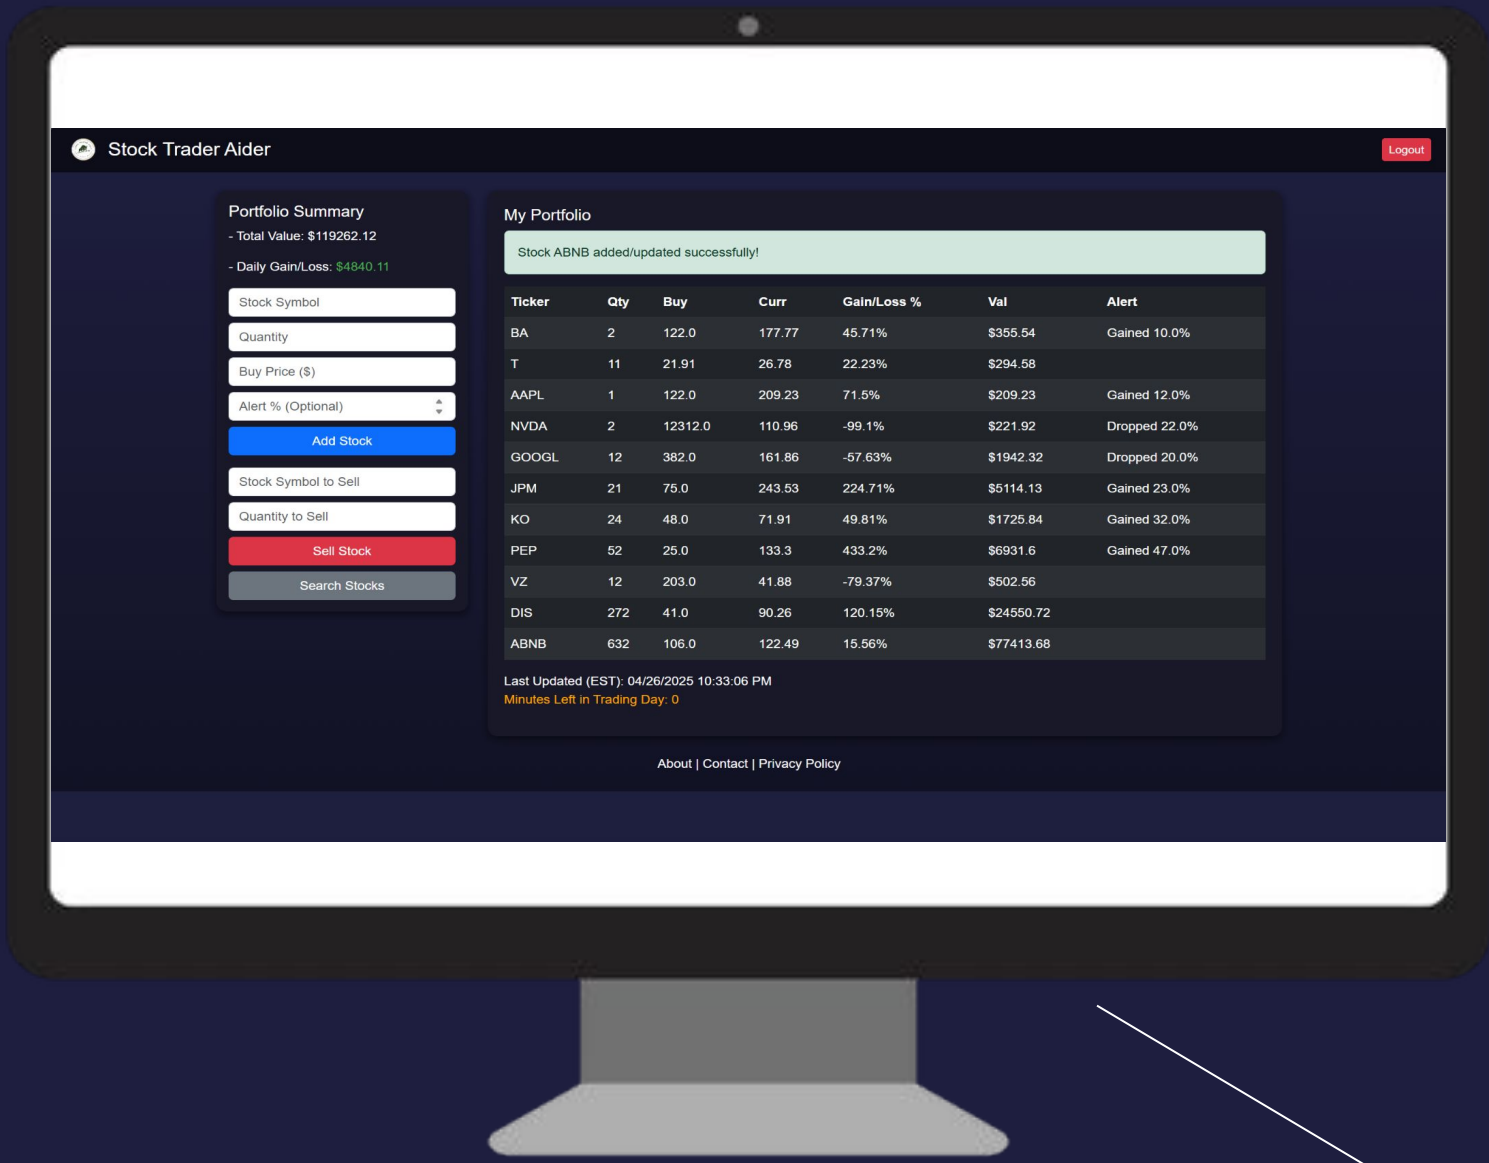 Stock Trader Aider
Logout
Portfolio Summary
- Total Value: $119262.12
- Daily Gain/Loss: $4840.11
Stock Symbol
Quantity
Buy Price ($)
Alert % (Optional)
Add Stock
Stock Symbol to Sell
Quantity to Sell
Sell Stock
Search Stocks
My Portfolio
Stock ABNB added/updated successfully!
Ticker Qty Buy Curr Gain/Loss % Val Alert
BA 2 122.0 177.77 45.71% $355.54 Gained 10.0%
T 11 21.91 26.78 22.23% $294.58
AAPL 1 122.0 209.23 71.5% $209.23 Gained 12.0%
NVDA 2 12312.0 110.96 -99.1% $221.92 Dropped 22.0%
GOOGL 12 382.0 161.86 -57.63% $1942.32 Dropped 20.0%
JPM 21 75.0 243.53 224.71% $5114.13 Gained 23.0%
KO 24 48.0 71.91 49.81% $1725.84 Gained 32.0%
PEP 52 25.0 133.3 433.2% $6931.6 Gained 47.0%
VZ 12 203.0 41.88 -79.37% $502.56
DIS 272 41.0 90.26 120.15% $24550.72
ABNB 632 106.0 122.49 15.56% $77413.68
Last Updated (EST): 04/26/2025 10:33:06 PM
Minutes Left in Trading Day: 0
About | Contact | Privacy Policy